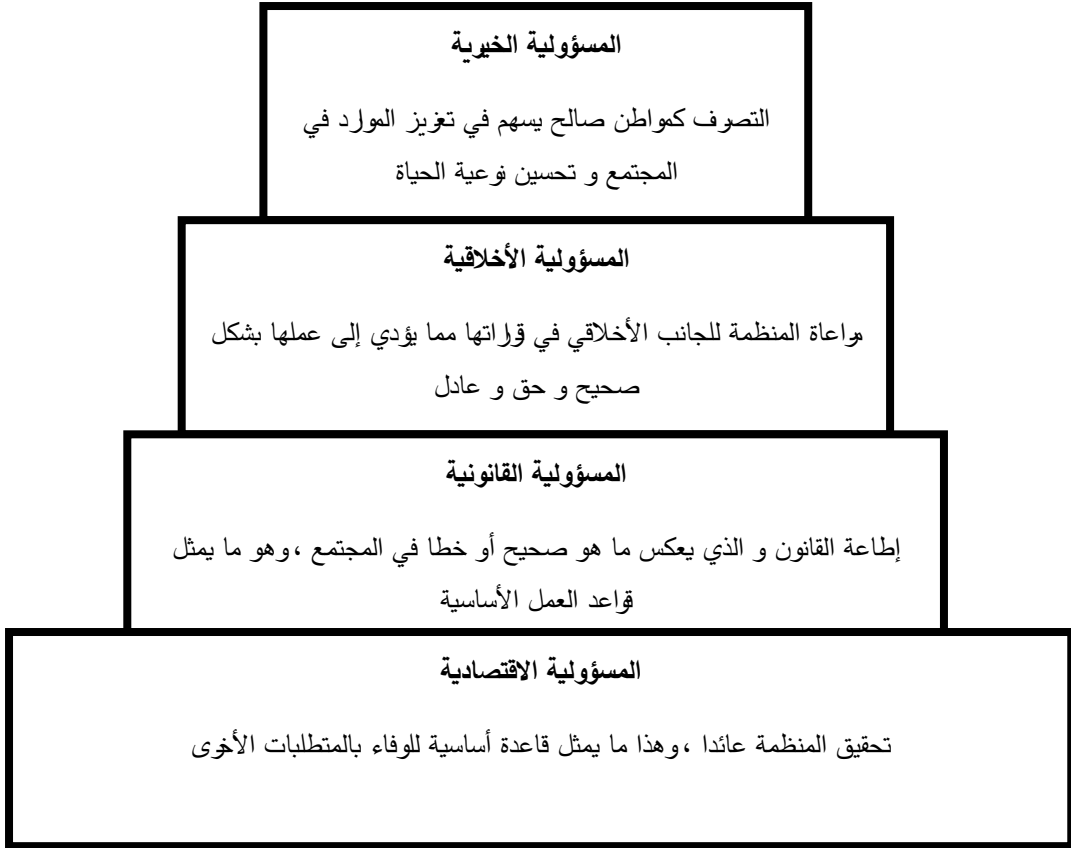 المسؤولية الخيرية
التصرف كمواطن صالح يسهم في تعزيز الموارد في
المجتمع و تحسين نوعية الحياة
المسؤولية الأخلاقية
مراعاة المنظمة للجانب الأخلاقي في قراراتها مما يؤدي إلى عملها بشكل
صحيح و حق و عادل
المسؤولية القانونية
إطاعة القانون و الذي يعكس ما هو صحيح أو خطا في المجتمع ،وهو ما يمثل
قواعد العمل الأساسية
المسؤولية الاقتصادية
تحقيق المنظمة عائدا ،وهذا ما يمثل قاعدة أساسية للوفاء بالمتطلبات الأخرى